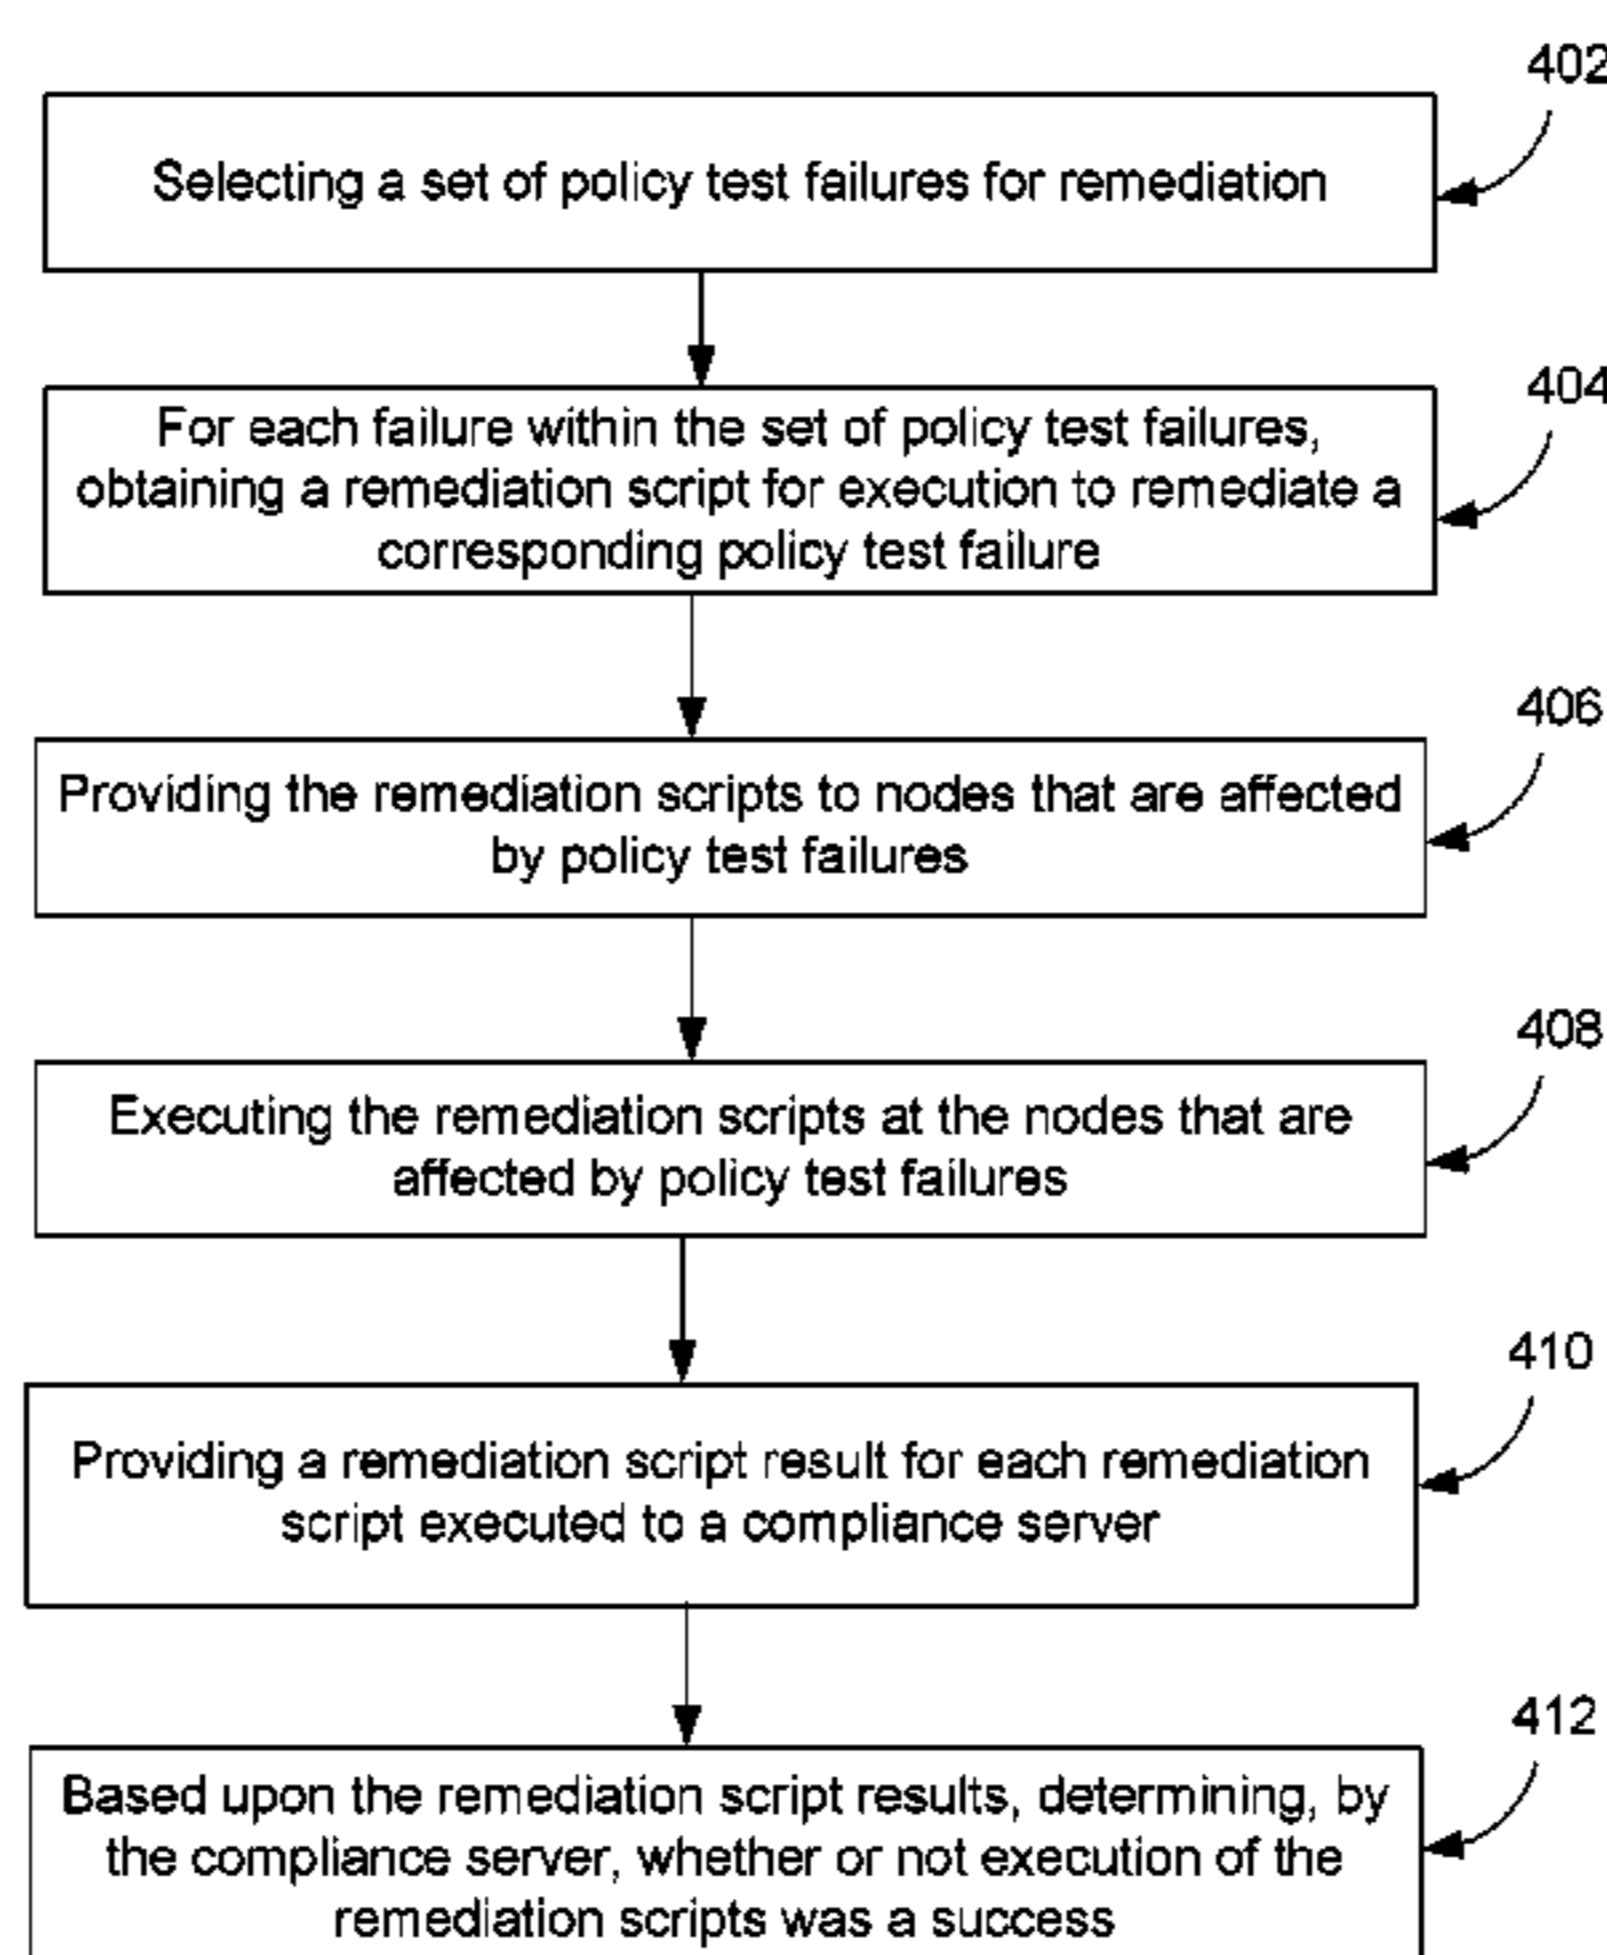 402
Selecting a set of policy test failures for remediation
404
For each failure within the set of policy test failures,
obtaining a remediation script for execution to remediate a
corresponding policy test failure
406
Providing the remediation scripts to nodes that are affected
by policy test failures
408
Executing the remediation scripts at the nodes that are
affected by policy test failures
410
Providing a remediation script result for each remediation
script executed to a compliance server
412
Based upon the remediation script results, determining, by
the compliance server, whether or not execution of the
remediation scripts was a success